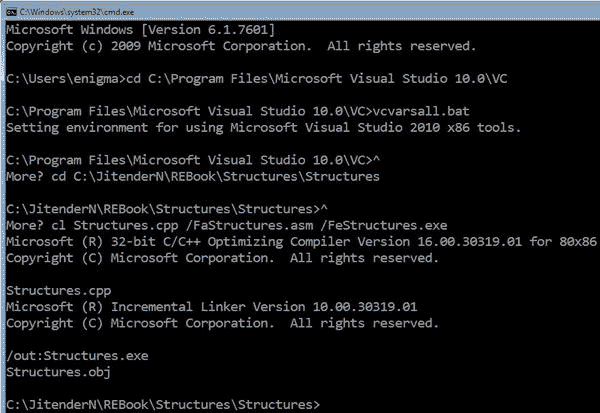 C:\Windows\system32\cmd.exe
Microsoft Windows [Version 6.1.7601]
Copyright (c) 2009 Microsoft Corporation.  All rights reserved.
C:\Users\enigma>cd C:\Program Files\Microsoft Visual Studio 10.0\VC
C:\Program Files\Microsoft Visual Studio 10.0\VC>vcvarsall.bat
Setting environment for using Microsoft Visual Studio 2010 x86 tools.
C:\Program Files\Microsoft Visual Studio 10.0\VC>^
More? cd C:\JitenderN\REBook\Structures\Structures
C:\JitenderN\REBook\Structures\Structures>^
More? cl Structures.cpp /FaStructures.asm /FeStructures.exe
Microsoft (R) 32-bit C/C++ Optimizing Compiler Version 16.00.30319.01 for 80x86
Copyright (C) Microsoft Corporation.  All rights reserved.
Structures.cpp
Microsoft (R) Incremental Linker Version 10.00.30319.01
Copyright (C) Microsoft Corporation.  All rights reserved.
/out:Structures.exe
Structures.obj
C:\JitenderN\REBook\Structures\Structures>